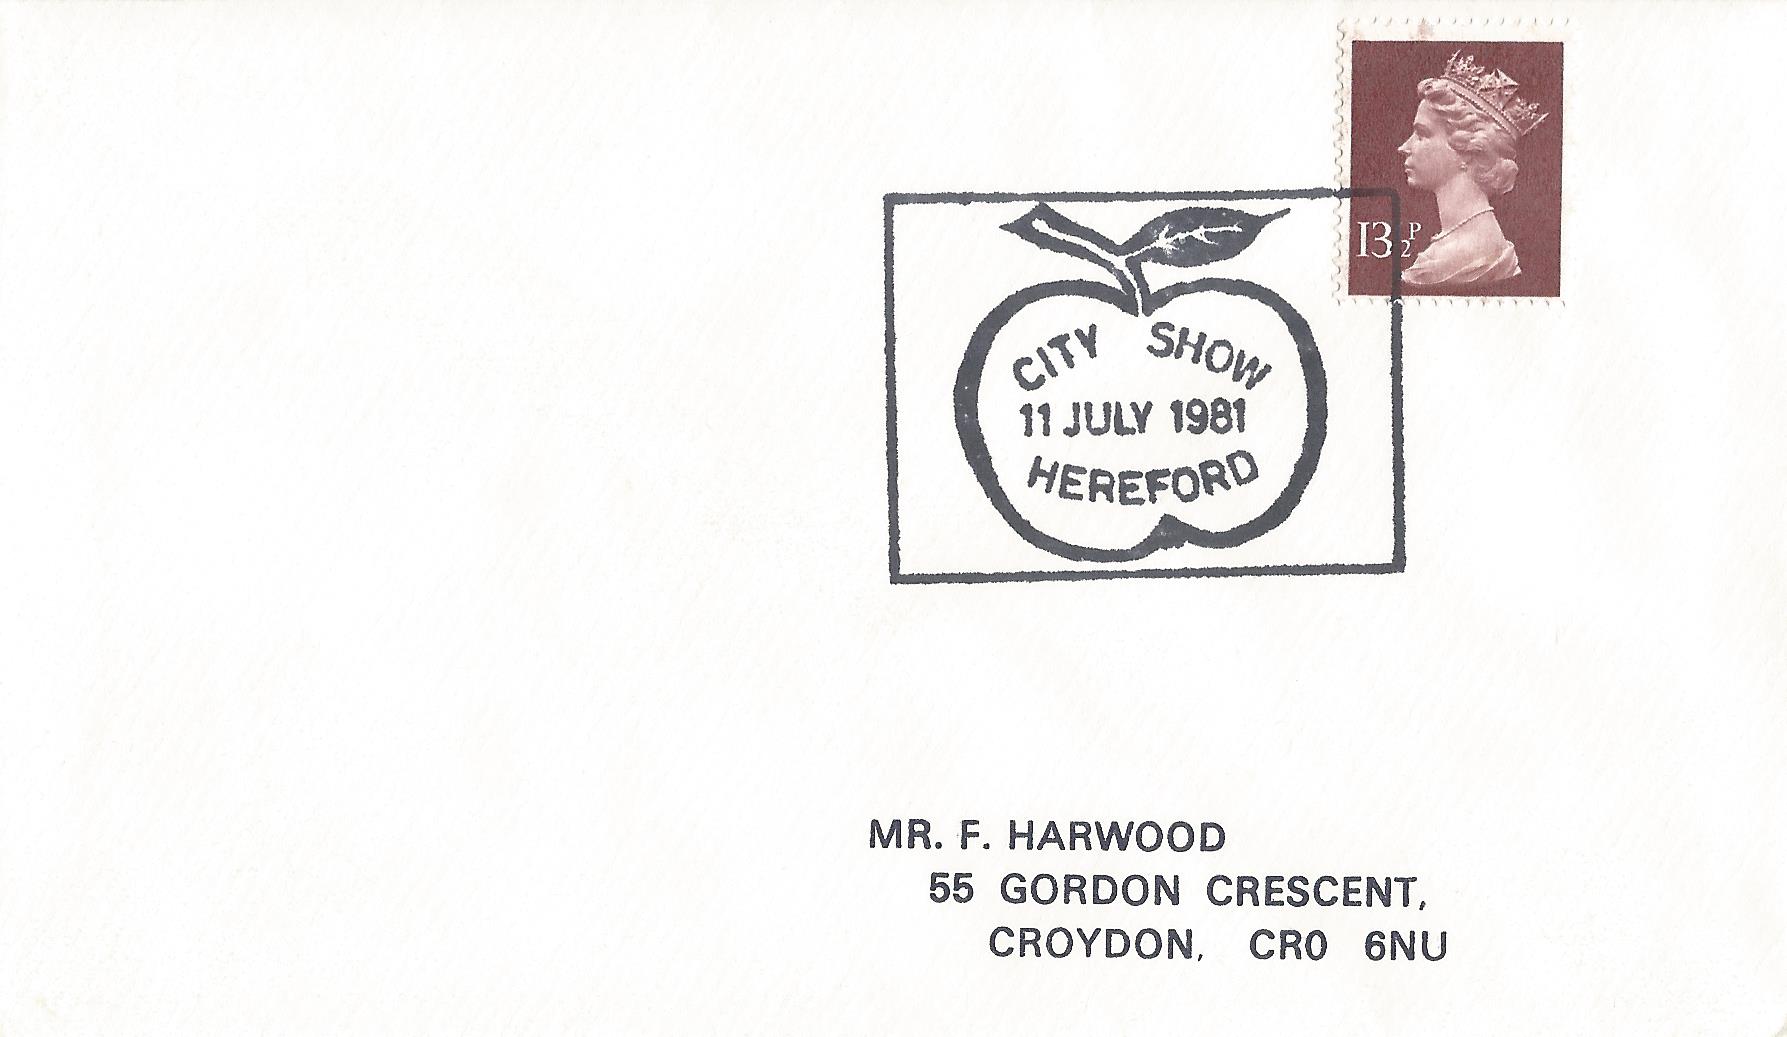 13½P
CITY SHOW
11 JULY 1981
HEREFORD
MR. F. HARWOOD
55 GORDON CRESCENT,
CROYDON, CR0 6NU